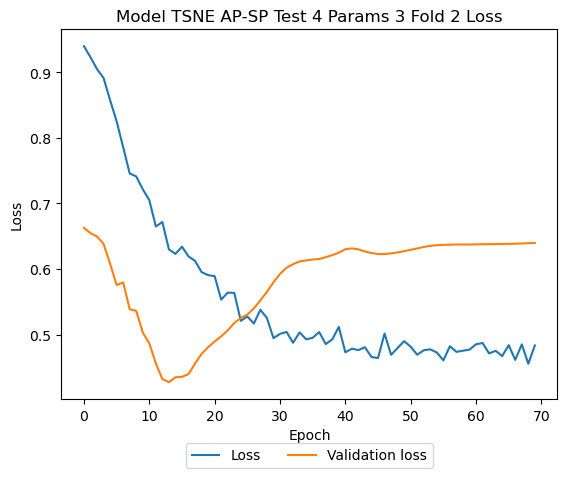 Model TSNE AP-SP Test 4 Params 3 Fold 2 Loss
0.9
0.8
0.7
0.6
0.5
Loss
0 10 20 30 40 50 60 70
Epoch
Loss Validation loss